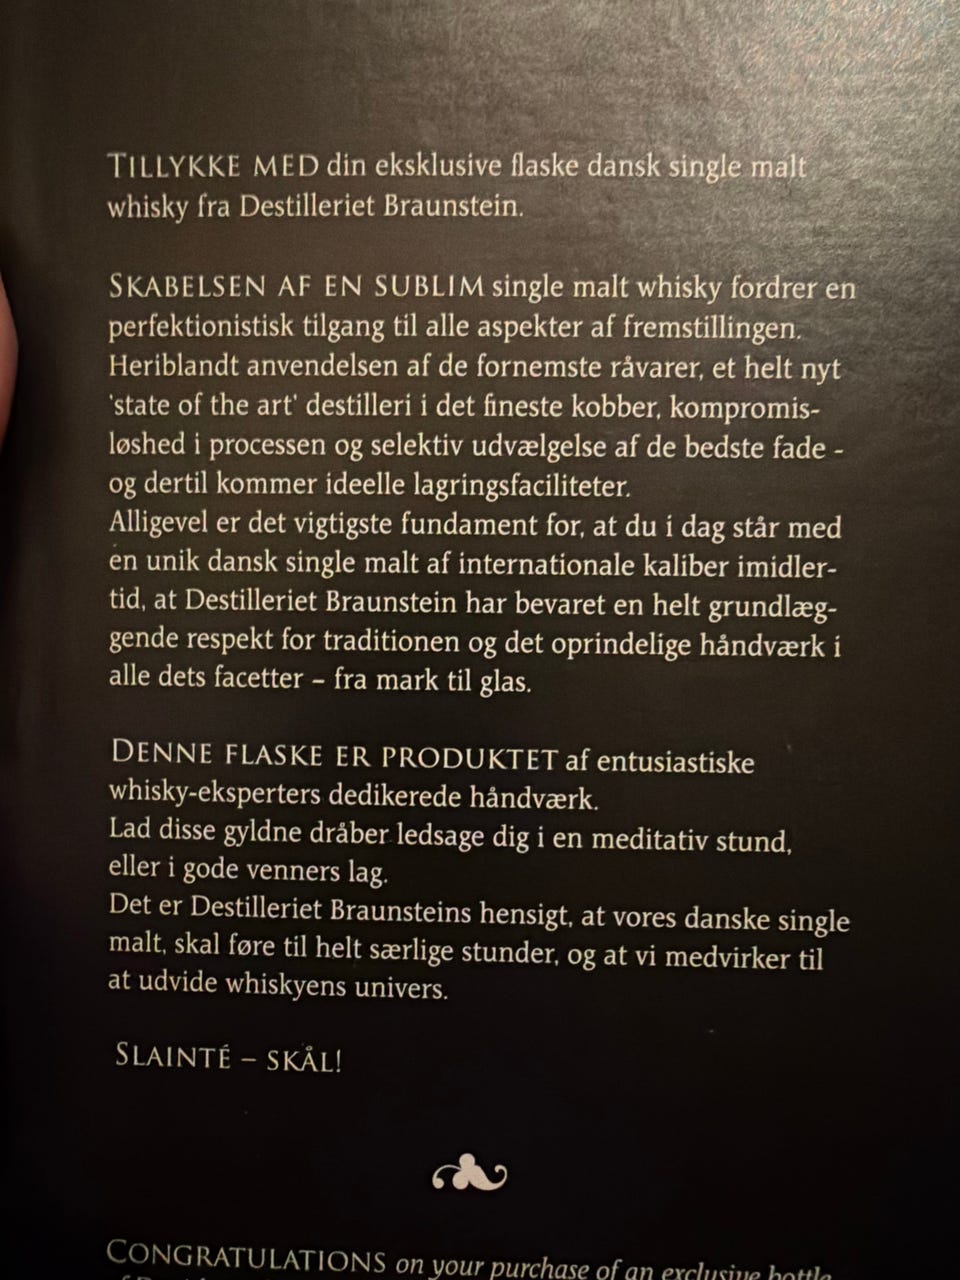 TILLYKKE MED din eksklusive flaske dansk single malt
whisky fra Destilleriet Braunstein.
SKABELSEN AF EN SUBLIM single malt whisky fordrer en
perfektionistisk tilgang til alle aspekter af fremstillingen.
Heriblandt anvendelsen af de fornemste råvarer, et helt nyt
'state of the art' destilleri i det fineste kobber, kompromis-
løshed i processen og selektiv udvælgelse af de bedste fade -
og dertil kommer ideelle lagringsfaciliteter.
Alligevel er det vigtigste fundament for, at du i dag står med
en unik dansk single malt af internationale kaliber imidler-
tid, at Destilleriet Braunstein har bevaret en helt grundlæg-
gende respekt for traditionen og det oprindelige håndværk i
alle dets facetter – fra mark til glas.
DENNE FLASKE ER PRODUKTET af entusiastiske
whisky-eksperters dedikerede håndværk.
Lad disse gyldne dråber ledsage dig i en meditativ stund,
eller i gode venners lag.
Det er Destilleriet Braunsteins hensigt, at vores danske single
malt, skal føre til helt særlige stunder, og at vi medvirker til
at udvide whiskyens univers.
SLAINTÉ – SKÅL!
CONGRATULATIONS on your purchase of an exclusive bottle